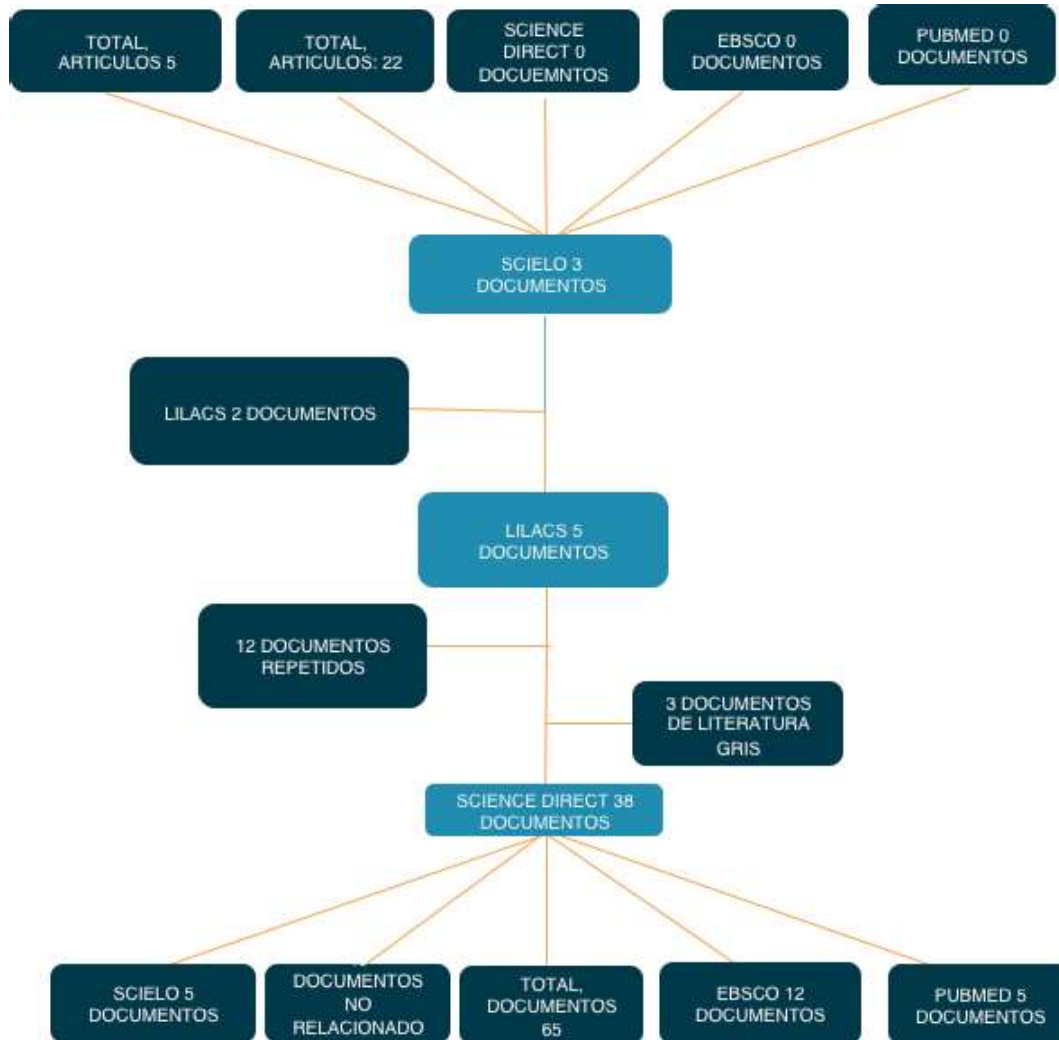 TOTAL,
ARTICULOS 5
TOTAL,
ARTICULOS: 22
SCIENCE
DIRECT 0
DOCUEMNTOS
EBSCO 0
DOCUMENTOS
PUBMED 0
DOCUMENTOS
SCIELO 3
DOCUMENTOS
LILACS 2 DOCUMENTOS
LILACS 5
DOCUMENTOS
12 DOCUMENTOS
REPETIDOS
3 DOCUMENTOS
DE LITERATURA
GRIS
SCIENCE DIRECT 38
DOCUMENTOS
SCIELO 5
DOCUMENTOS
DOCUMENTOS
NO
RELACIONADO
TOTAL,
DOCUMENTOS
65
EBSCO 12
DOCUMENTOS
PUBMED 5
DOCUMENTOS